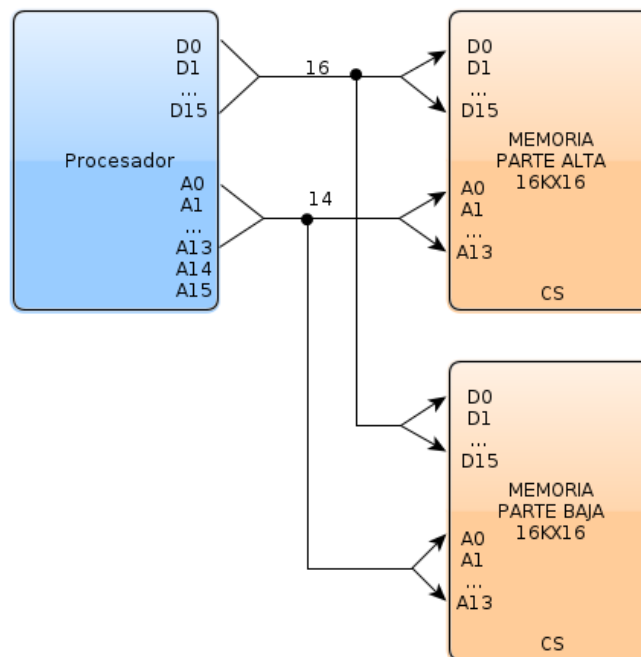 D0
D1
...
D15
Procesador
A0
A1
...
A13
A14
A15
16
14
D0
D1
...
D15
MEMORIA
PARTE ALTA
16KX16
A0
A1
...
A13
CS
D0
D1
...
D15
MEMORIA
PARTE BAJA
16KX16
A0
A1
...
A13
CS